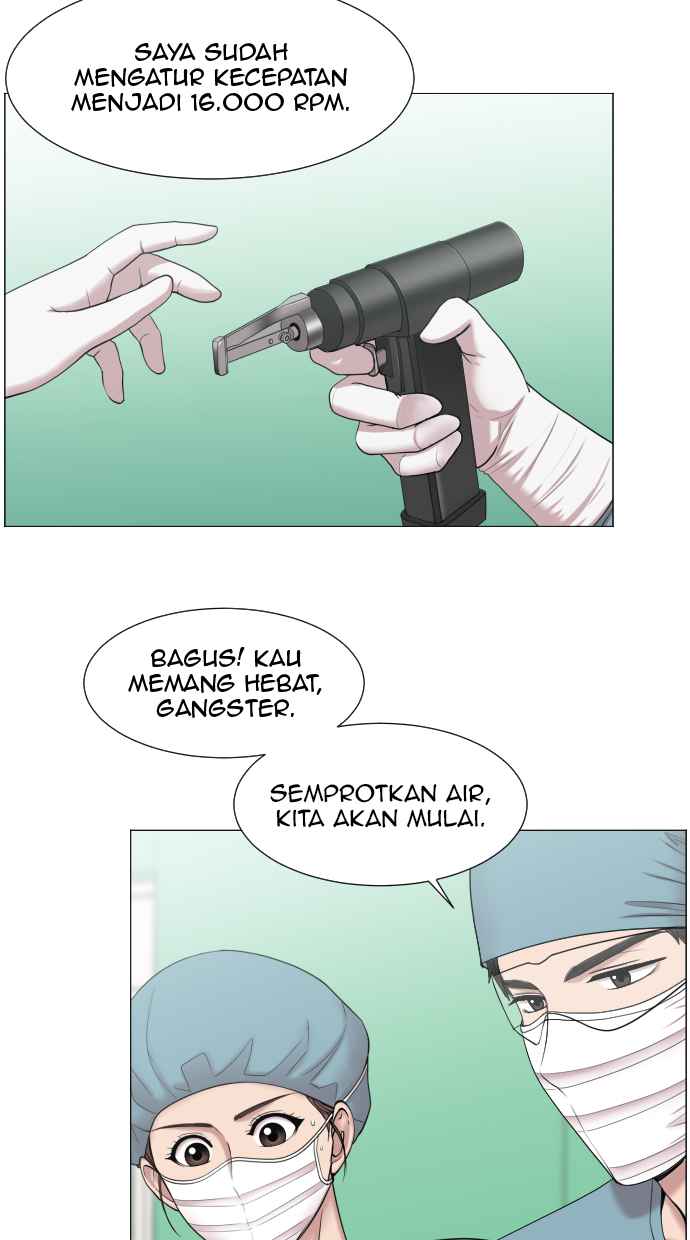 SAYA SUDAH
MENGATUR KECEPATAN
MENJADI 16.000 RPM.
BAGUS! KAU
MEMANG HEBAT,
GANGSTER.
SEMPROTKAN AIR,
KITA AKAN MULAI.